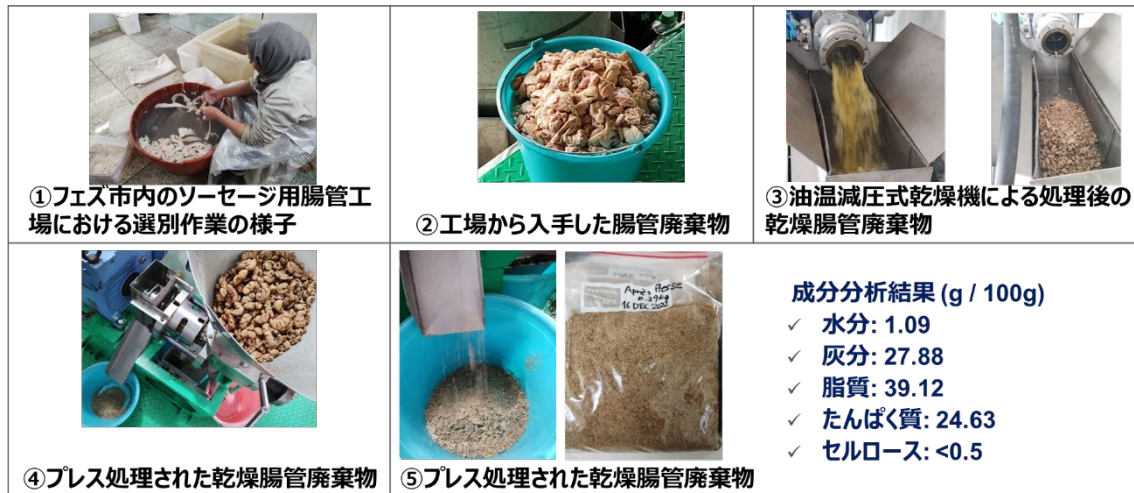 ①フェズ市内のソーセージ用腸管工
場における選別作業の様子
②工場から入手した腸管廃棄物
③油温減圧式乾燥機による処理後の
乾燥腸管廃棄物
④プレス処理された乾燥腸管廃棄物
Après Presse
16 DEC 2022
⑤プレス処理された乾燥腸管廃棄物
成分分析結果 (g / 100g)
✓ 水分: 1.09
✓ 灰分: 27.88
✓ 脂質: 39.12
✓ たんぱく質: 24.63
✓ セルロース: <0.5